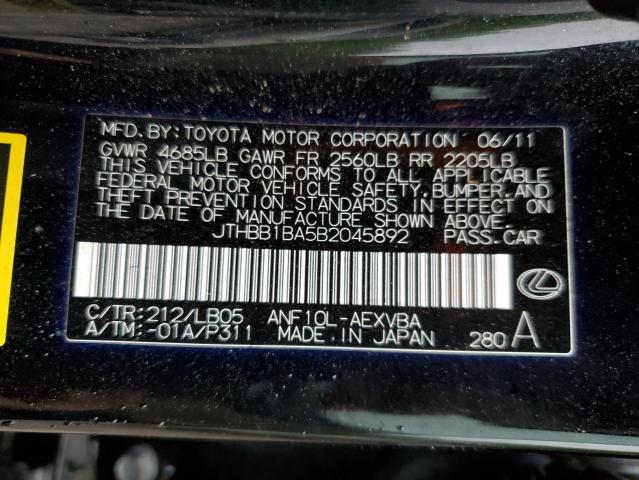 MFD.BY:TOYOTA MOTOR CORPORATION 06/11
GVWR 4685LB GAWR FR 2560LB RR 2205LB
THIS VEHICLE CONFORMS TO ALL APPLICABLE
FEDERAL MOTOR VEHICLE SAFETY,BUMPER,AND
THEFT PREVENTION STANDARDS IN EFFECT ON
THE DATE OF MANUFACTURE SHOWN ABOVE.
JTHBB1BA5B2045892 PASS.CAR
C/TR:212/LB05 ANF10L-AEXVBA
A/TM:-01A/P311 MADE IN JAPAN 280 A